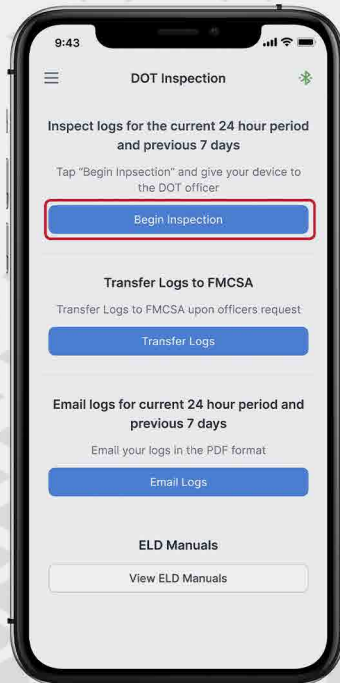 9:43
DOT Inspection
Inspect logs for the current 24 hour period
and previous 7 days
Tap "Begin Inpsection" and give your device to
the DOT officer
Begin Inspection
Transfer Logs to FMCSA
Transfer Logs to FMCSA upon officers request
Transfer Logs
Email logs for current 24 hour period and
previous 7 days
Email your logs in the PDF format
Email Logs
ELD Manuals
View ELD Manuals